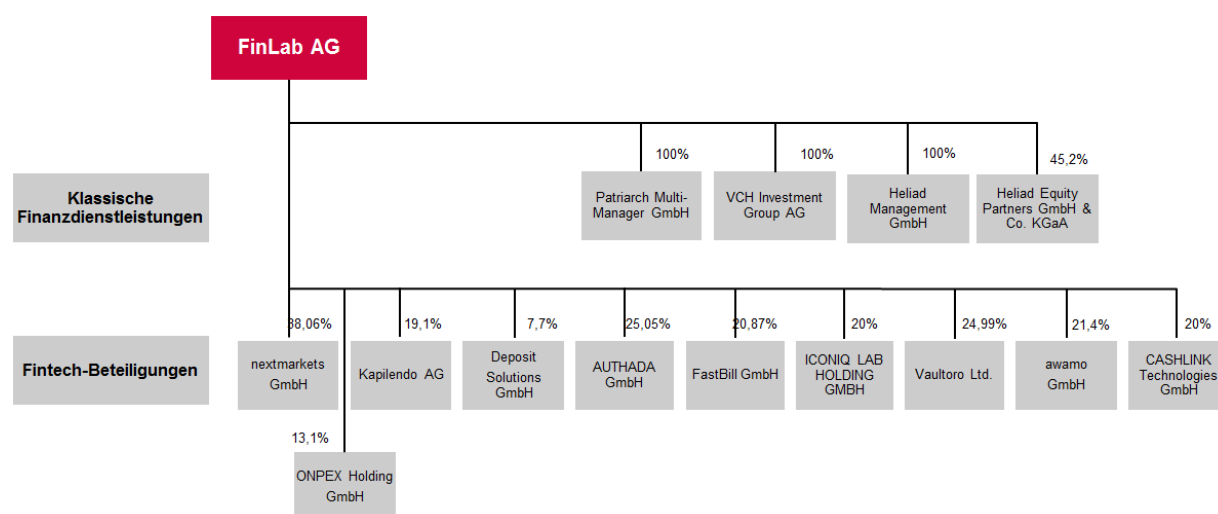 FinLab AG
100%
100%
100%
45,2%
Klassische
Finanzdienstleistungen
Patriarch Multi-
Manager GmbH
VCH Investment
Group AG
Heliad
Management
GmbH
Heliad Equity
Partners GmbH &
Co. KGaA
38,06%
19,1%
7,7%
25,05%
20,87%
20%
24,99%
21,4%
20%
Fintech-Beteiligungen
nextmarkets
GmbH
Kapilendo AG
Deposit
Solutions
GmbH
AUTHADA
GmbH
FastBill GmbH
ICONIQ LAB
HOLDING
GMBH
Vaultoro Ltd.
awamo
GmbH
CASHLINK
Technologies
GmbH
13,1%
ONPEX Holding
GmbH